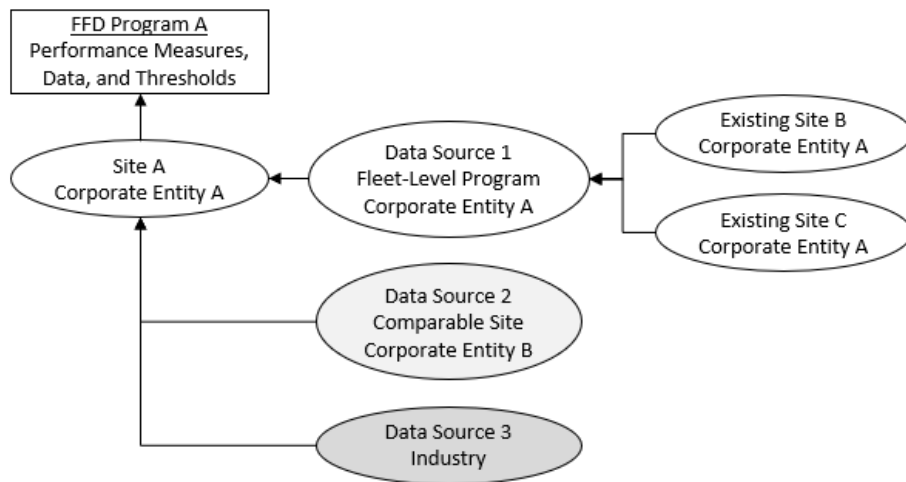 FFD Program A
Performance Measures,
Data, and Thresholds
Site A
Corporate Entity A
Data Source 1
Fleet-Level Program
Corporate Entity A
Existing Site B
Corporate Entity A
Existing Site C
Corporate Entity A
Data Source 2
Comparable Site
Corporate Entity B
Data Source 3
Industry